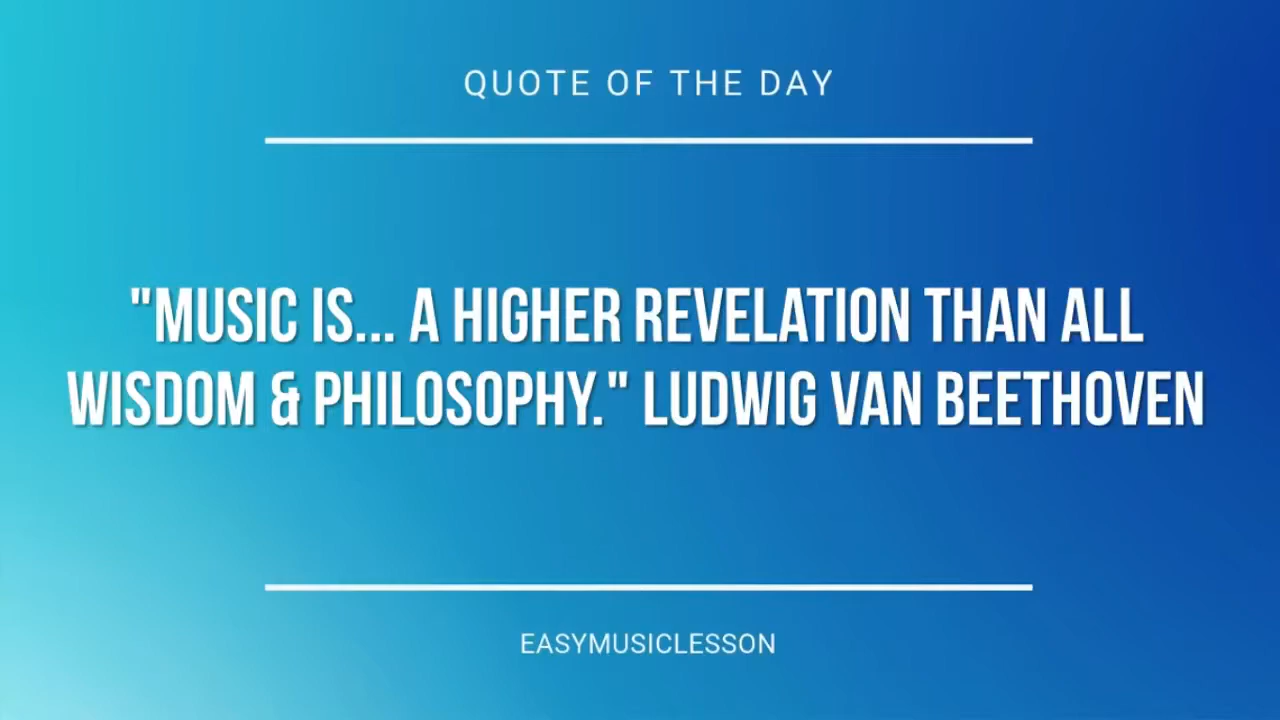 QUOTE OF THE DAY
"MUSIC IS... A HIGHER REVELATION THAN ALL
WISDOM & PHILOSOPHY." LUDWIG VAN BEETHOVEN
EASYMUSICLESSON